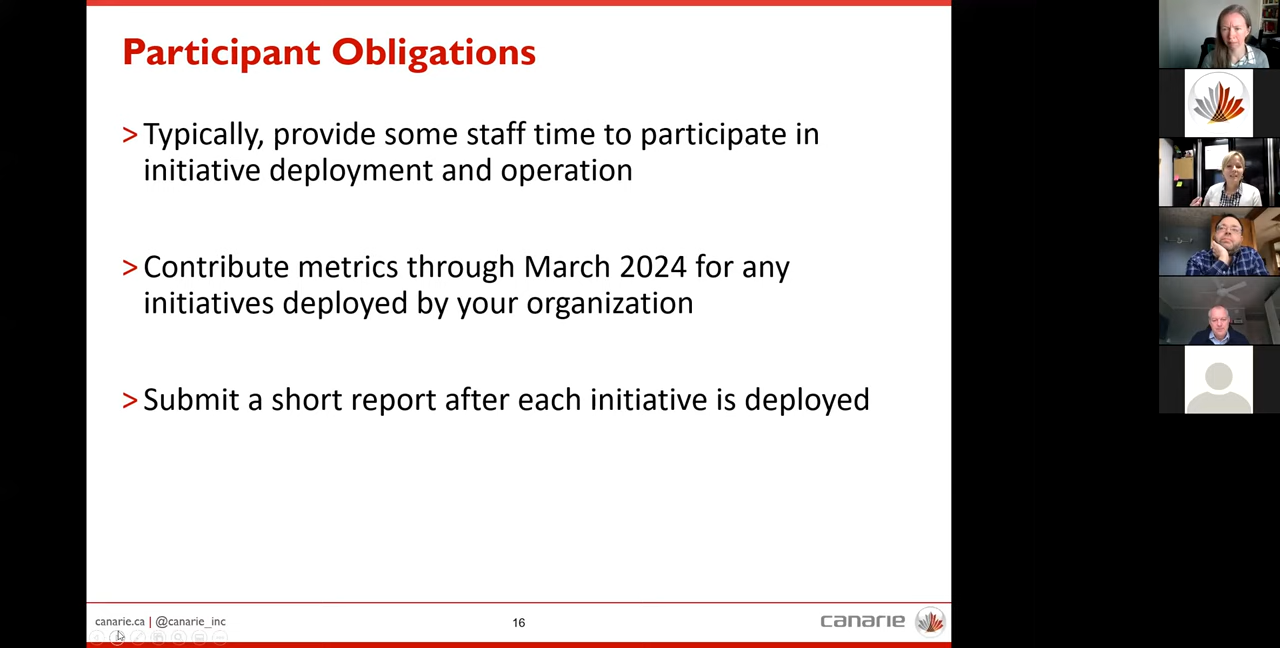 Participant Obligations
> Typically, provide some staff time to participate in
initiative deployment and operation
> Contribute metrics through March 2024 for any
initiatives deployed by your organization
> Submit a short report after each initiative is deployed
canarie.ca | @canarie_inc
16
canarie